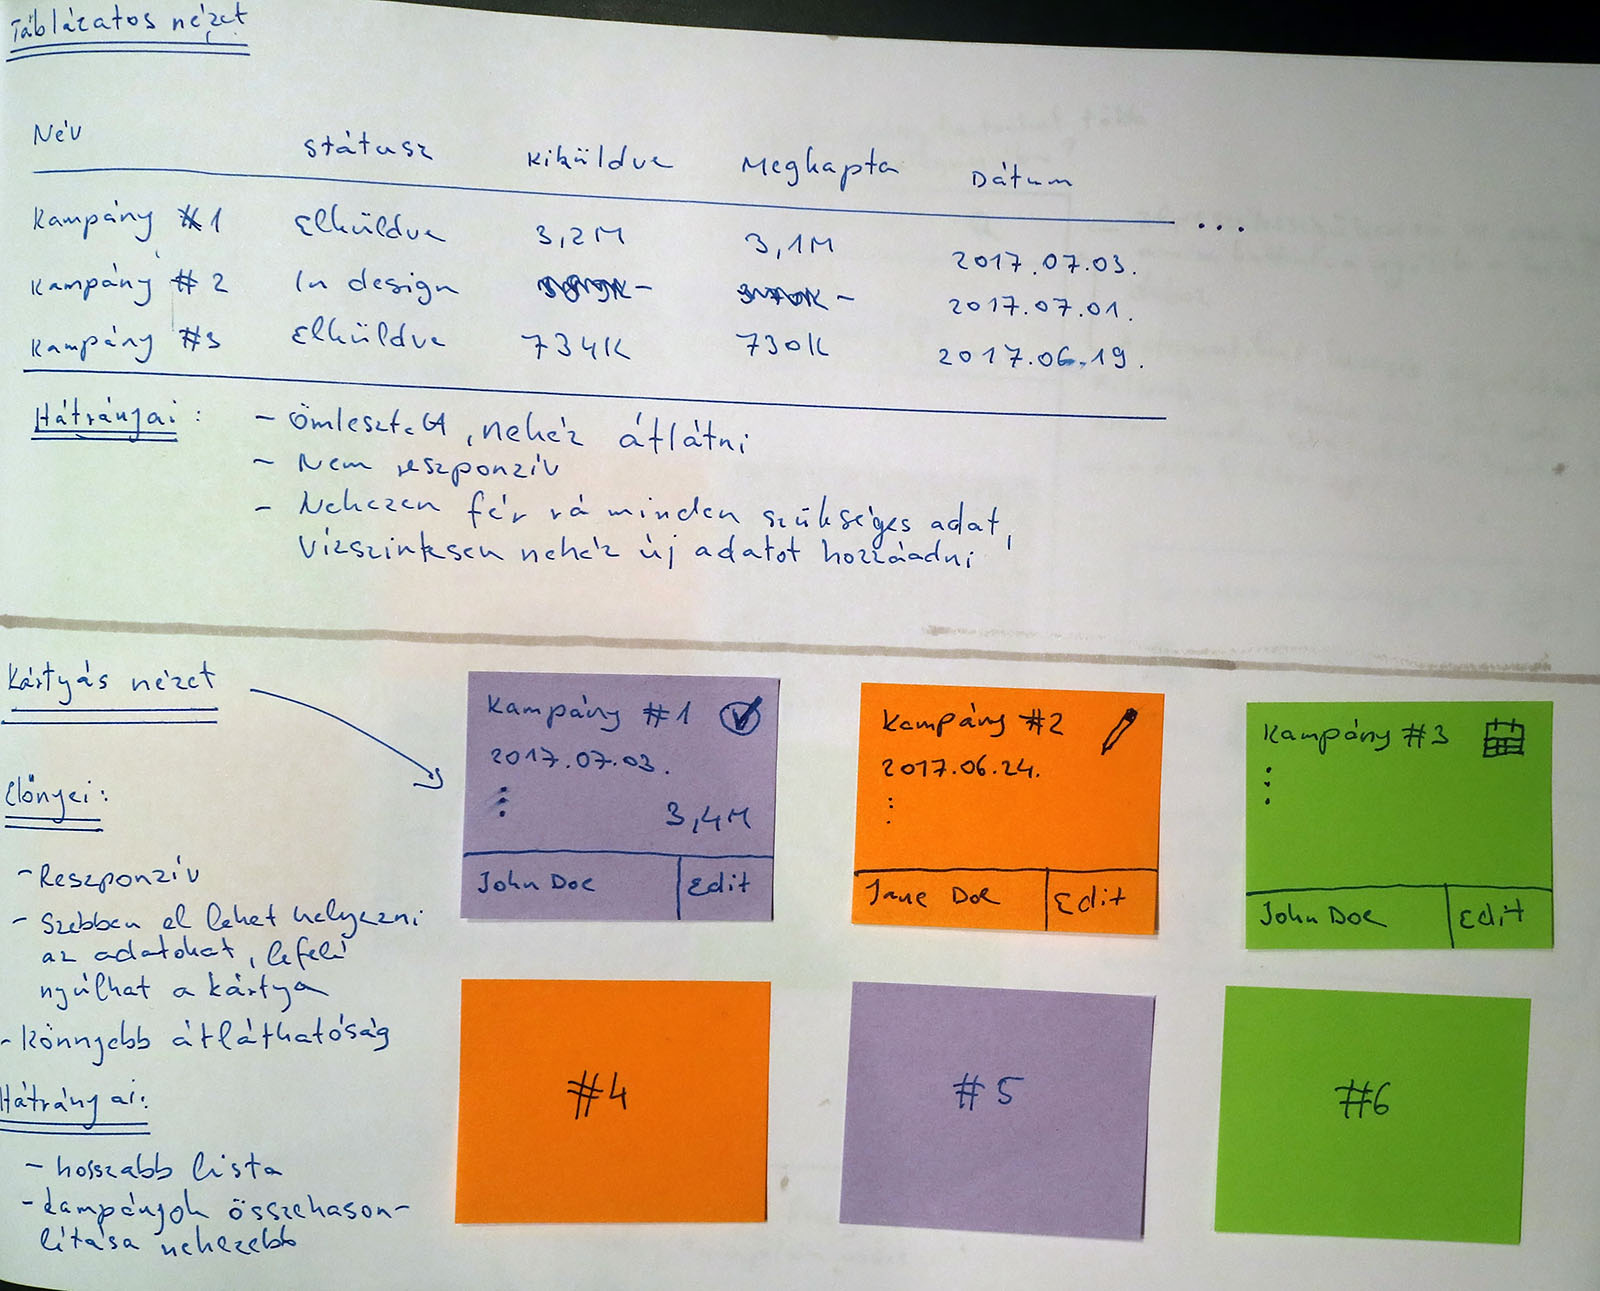 Táblázatos nézet
Név Státusz Kiküldve Megkapta Dátum
Kampány #1 Elküldve 3,2M 3,1M 2017.07.03. ...
Kampány #2 In design - - 2017.07.01.
Kampány #3 Elküldve 734K 730K 2017.06.19.
Hátrányai: - Ömlesztett, nehéz átlátni
- Nem reszponzív
- Nehezen fér rá minden szükséges adat,
vízszintesen nehéz új adatot hozzáadni
Kártyás nézet
Előnyei:
- Reszponzív
- Szebben el lehet helyezni
az adatokat, lefelé
nyúlhat a kártya
- Könnyebb átláthatóság
Hátrányai:
- hosszabb lista
- kampányok összehason-
lítása nehezebb
Kampány #1
2017.07.03.
3,4M
John Doe Edit
Kampány #2
2017.06.24.
Jane Doe Edit
Kampány #3
John Doe Edit
#4
#5
#6